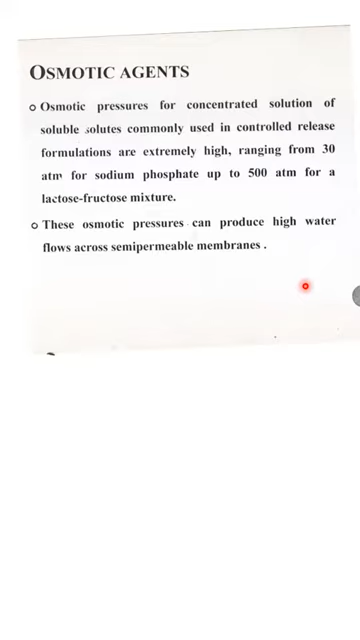 OSMOTIC AGENTS
Osmotic pressures for concentrated solution of
soluble solutes commonly used in controlled release
formulations are extremely high, ranging from 30
atm for sodium phosphate up to 500 atm for a
lactose-fructose mixture.
These osmotic pressures can produce high water
flows across semipermeable membranes .